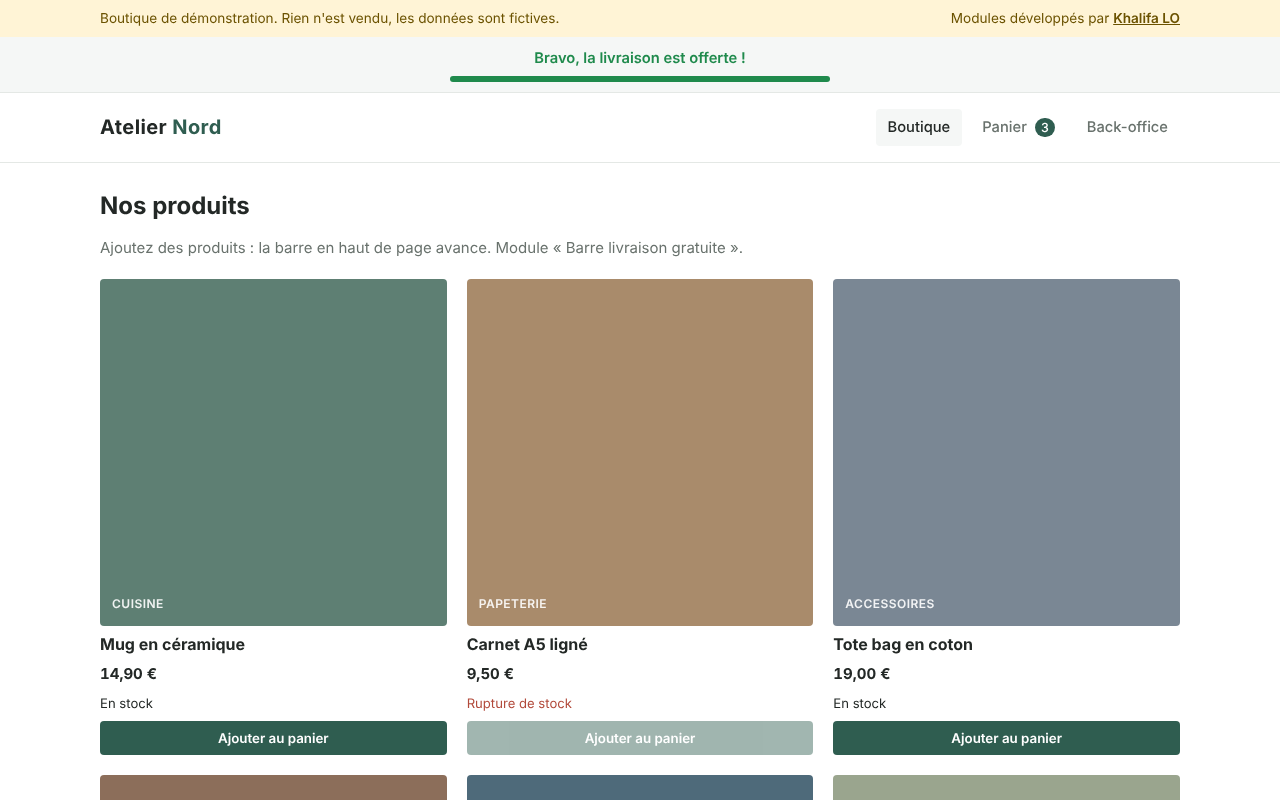 Boutique de démonstration. Rien n'est vendu, les données sont fictives.
Modules développés par Khalifa LO
Bravo, la livraison est offerte !
Atelier Nord
Boutique
Panier 3
Back-office
Nos produits
Ajoutez des produits : la barre en haut de page avance. Module « Barre livraison gratuite ».
CUISINE
PAPETERIE
ACCESSOIRES
Mug en céramique
Carnet A5 ligné
Tote bag en coton
14,90 €
9,50 €
19,00 €
En stock
Rupture de stock
En stock
Ajouter au panier
Ajouter au panier
Ajouter au panier